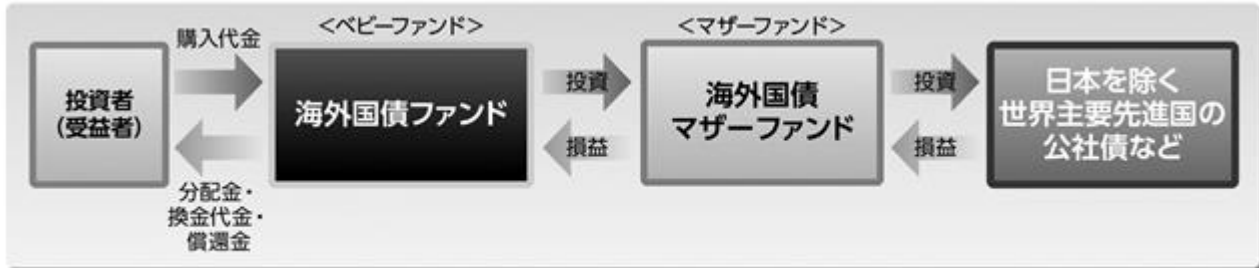 購入代金
<ベビーファンド>
<マザーファンド>
投資者
(受益者)
海外国債ファンド
投資
損益
海外国債
マザーファンド
投資
損益
日本を除く
世界主要先進国の
公社債など
分配金・
換金代金・
償還金